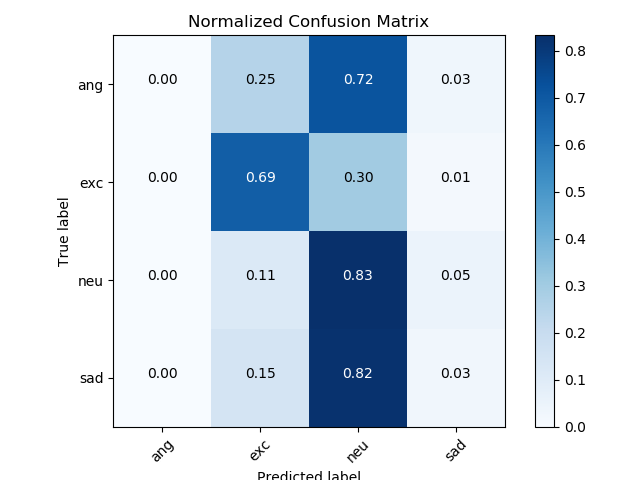 Normalized Confusion Matrix
True label
ang 0.00 0.25 0.72 0.03
exc 0.00 0.69 0.30 0.01
neu 0.00 0.11 0.83 0.05
sad 0.00 0.15 0.82 0.03
ang exc neu sad
Predicted label
0.8
0.7
0.6
0.5
0.4
0.3
0.2
0.1
0.0